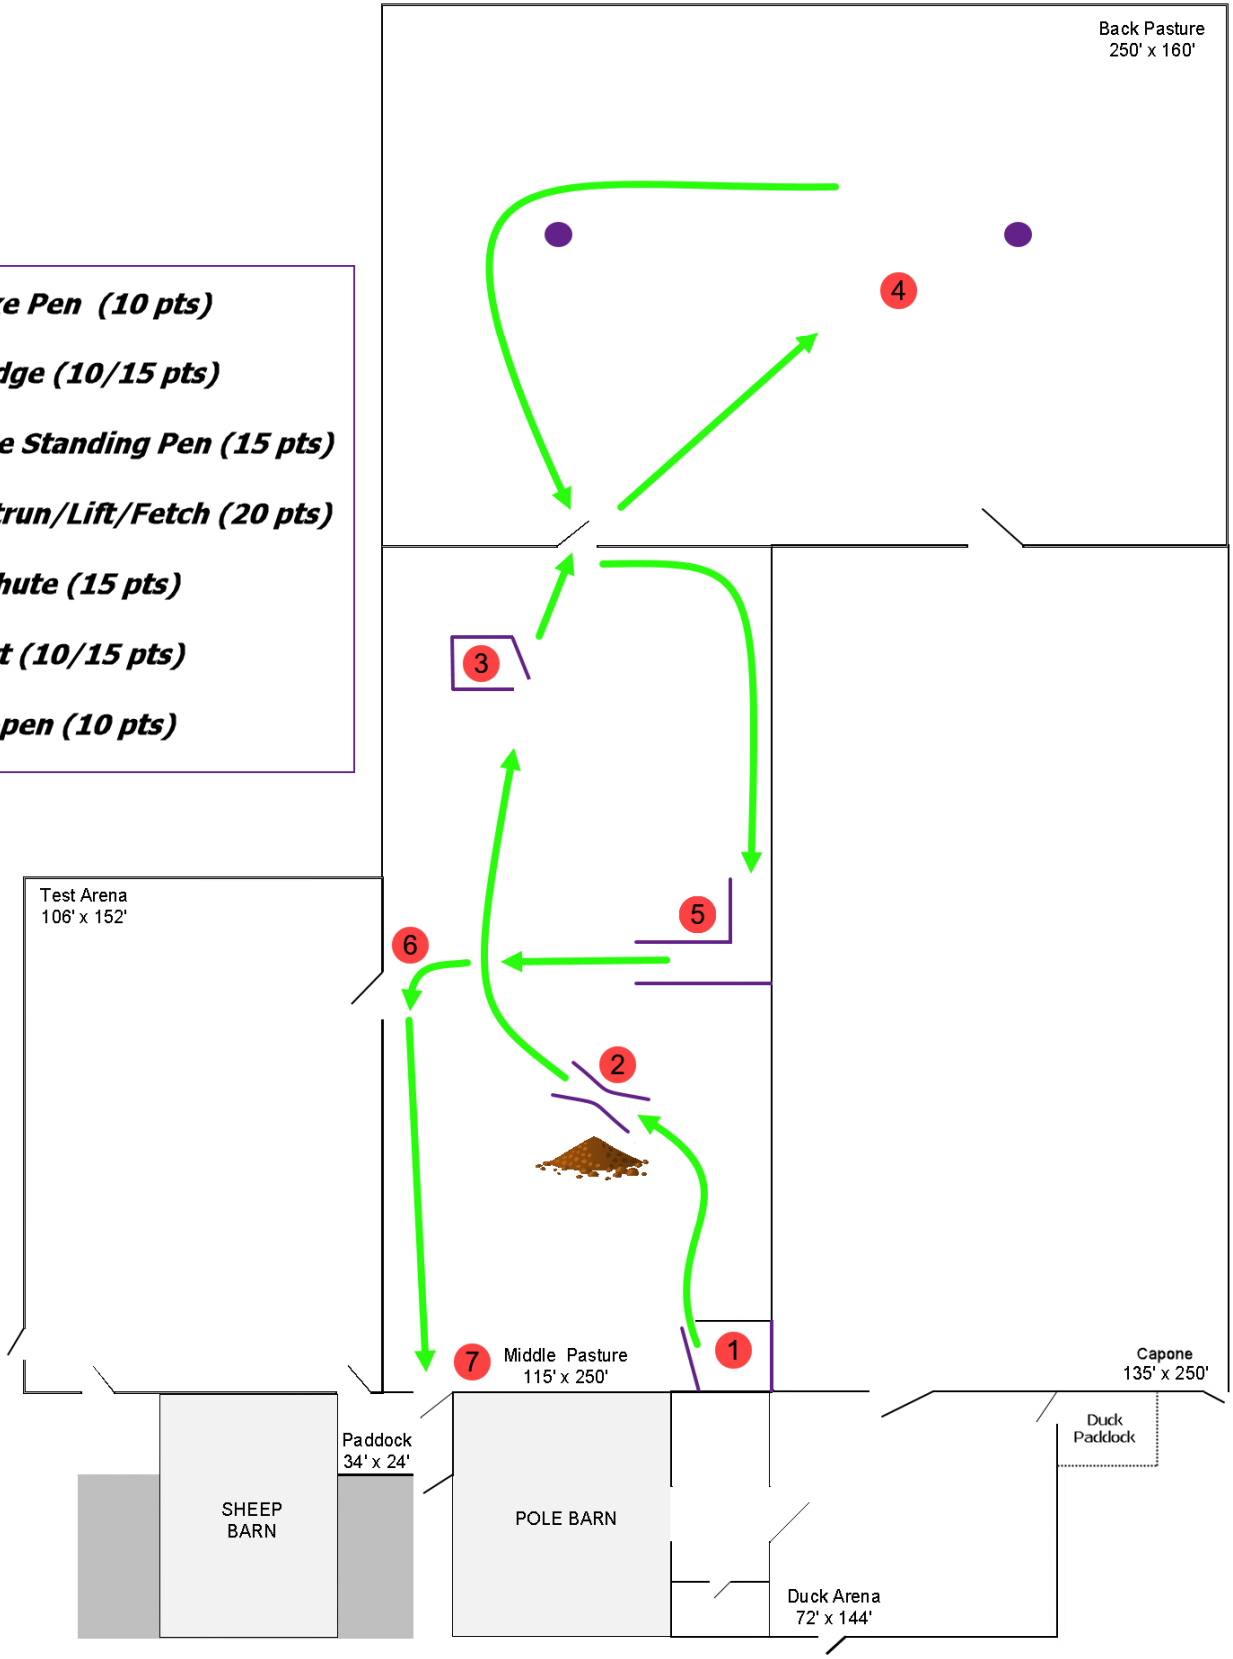 Back Pasture
250' x 160'
4
ke Pen (10 pts)
dge (10/15 pts)
e Standing Pen (15 pts)
trun/Lift/Fetch (20 pts)
hute (15 pts)
t (10/15 pts)
pen (10 pts)
3
Test Arena
106' x 152'
5
6
2
1
7
Middle Pasture
115' x 250'
Capone
135' x 250'
Duck
Paddock
Paddock
34' x 24'
SHEEP
BARN
POLE BARN
Duck Arena
72' x 144'